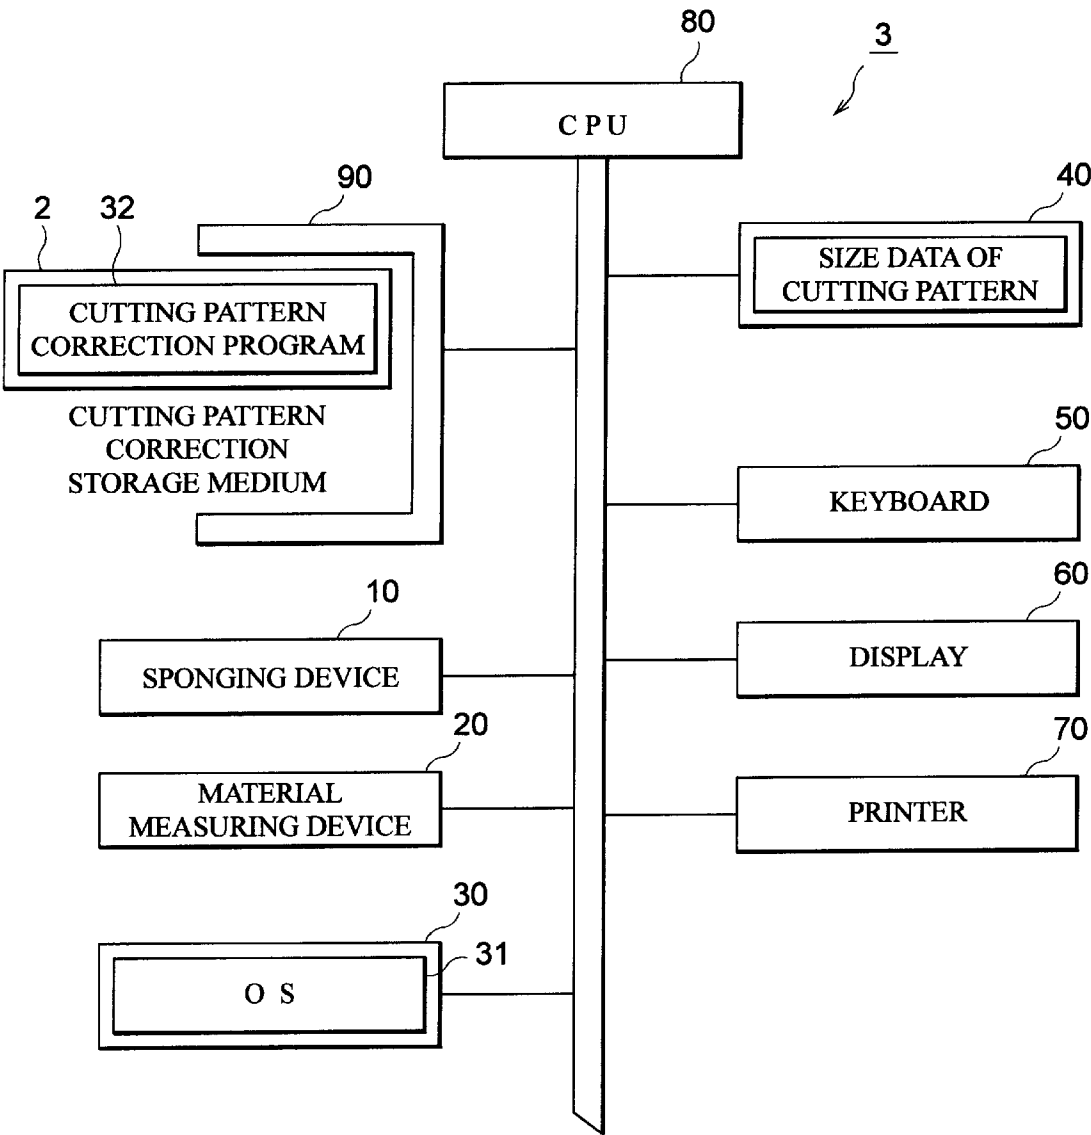 80
3
CPU
90
40
2
32
SIZE DATA OF
CUTTING PATTERN
CUTTING PATTERN
CORRECTION PROGRAM
CUTTING PATTERN
CORRECTION
STORAGE MEDIUM
50
KEYBOARD
10
60
SPONGING DEVICE
DISPLAY
20
70
MATERIAL
MEASURING DEVICE
PRINTER
30
31
O S